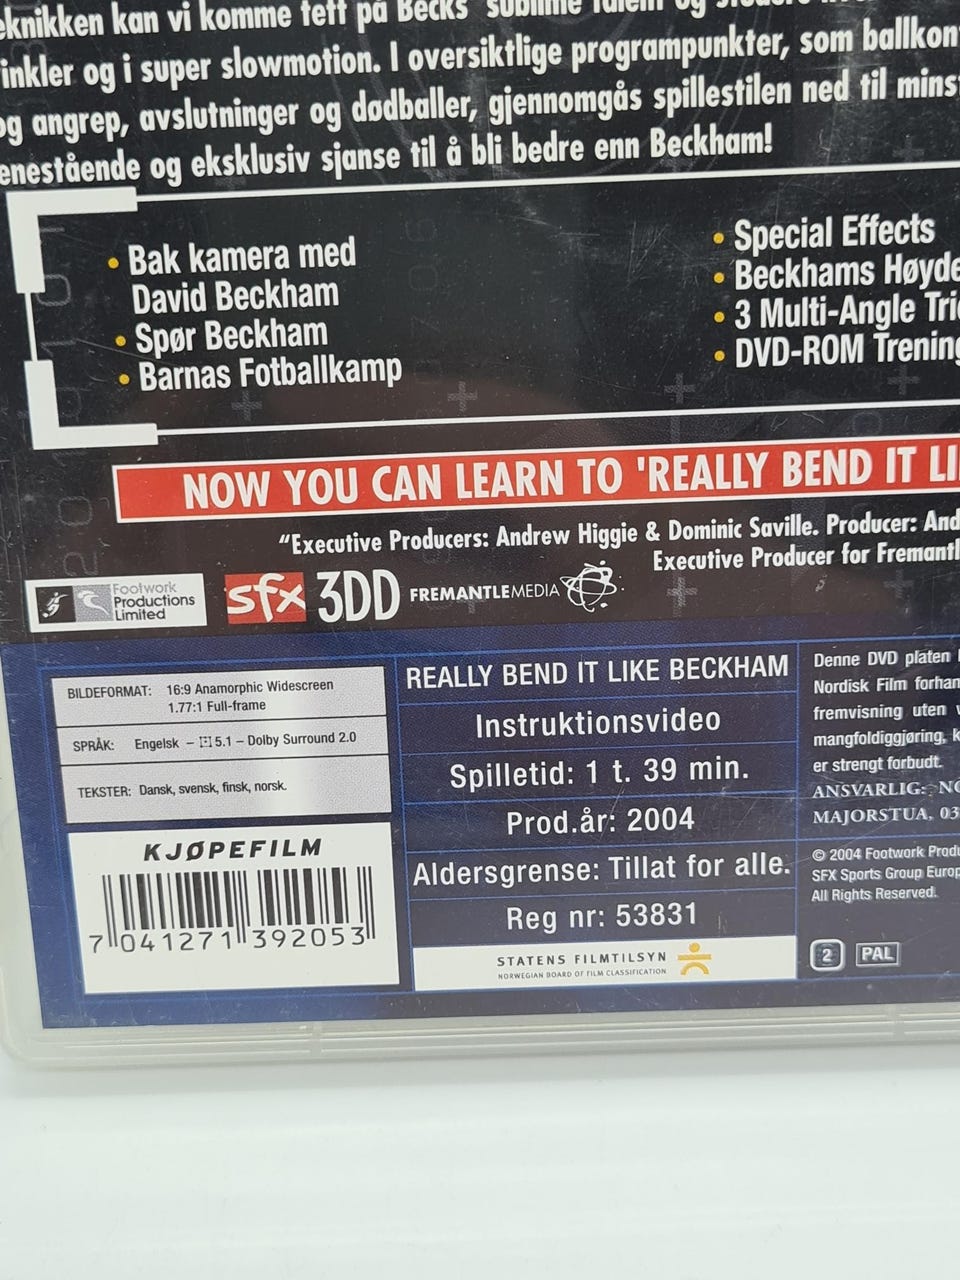 eknikken kan vi komme tett på Becks' sublime talent og
inkler og i super slowmotion. I oversiktlige programpunkter, som ballkon
og angrep, avslutninger og dødballer, gjennomgås spillestilen ned til mins
enestående og eksklusiv sjanse til å bli bedre enn Beckham!
• Bak kamera med
David Beckham
• Spør Beckham
• Barnas Fotballkamp
• Special Effects
• Beckhams Høyde
• 3 Multi-Angle Tri
• DVD-ROM Trening
NOW YOU CAN LEARN TO 'REALLY BEND IT LI
"Executive Producers: Andrew Higgie & Dominic Saville. Producer: And
Executive Producer for Fremantl
Footwork
Productions
Limited
sfx
3DD
FREMANTLEMEDIA
BILDEFORMAT: 16:9 Anamorphic Widescreen
1.77:1 Full-frame
SPRÅK: Engelsk – 5.1 – Dolby Surround 2.0
TEKSTER: Dansk, svensk, finsk, norsk.
KJØPEFILM
7 041271 392053
REALLY BEND IT LIKE BECKHAM
Instruktionsvideo
Spilletid: 1 t. 39 min.
Prod.år: 2004
Aldersgrense: Tillat for alle.
Reg nr: 53831
STATENS FILMTILSYN
NORWEGIAN BOARD OF FILM CLASSIFICATION
Denne DVD platen
Nordisk Film forhan
fremvisning uten
mangfoldiggjøring, k
er strengt forbudt.
ANSVARLIG: NO
MAJORSTUA, 03
© 2004 Footwork Produ
SFX Sports Group Europ
All Rights Reserved.
2 PAL